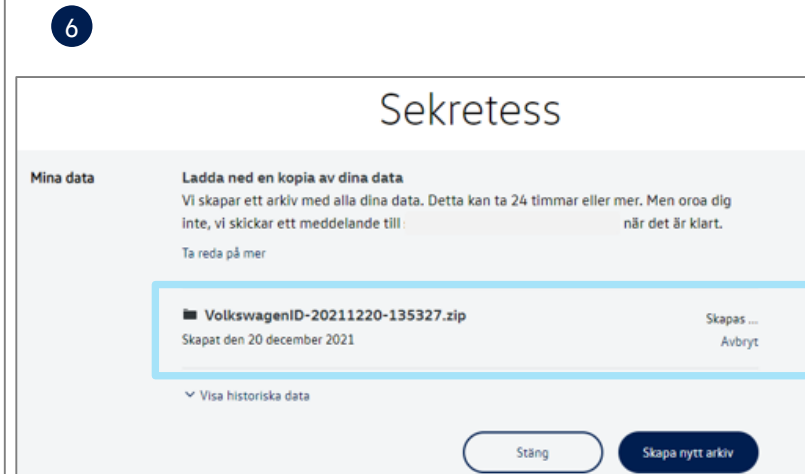 6
Sekretess
Mina data
Ladda ned en kopia av dina data
Vi skapar ett arkiv med alla dina data. Detta kan ta 24 timmar eller mer. Men oroa dig
inte, vi skickar ett meddelande till när det är klart.
Ta reda på mer
VolkswagenID-20211220-135327.zip
Skapas ...
Skapat den 20 december 2021
Avbryt
Visa historiska data
Stäng
Skapa nytt arkiv